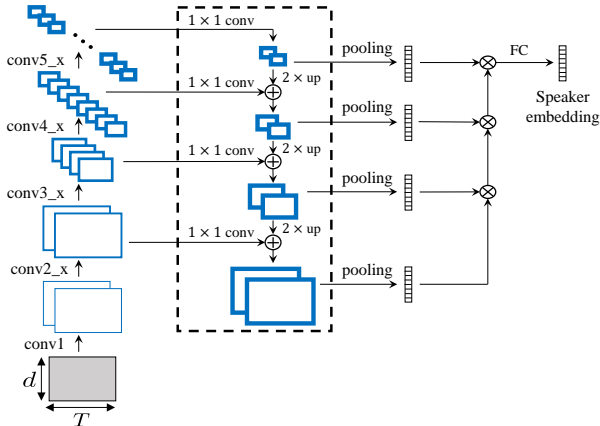 1 × 1 conv
conv5_x
pooling
FC
2 × up
Speaker
embedding
1 × 1 conv
conv4_x
pooling
2 × up
1 × 1 conv
conv3_x
pooling
2 × up
1 × 1 conv
conv2_x
pooling
conv1
d
T